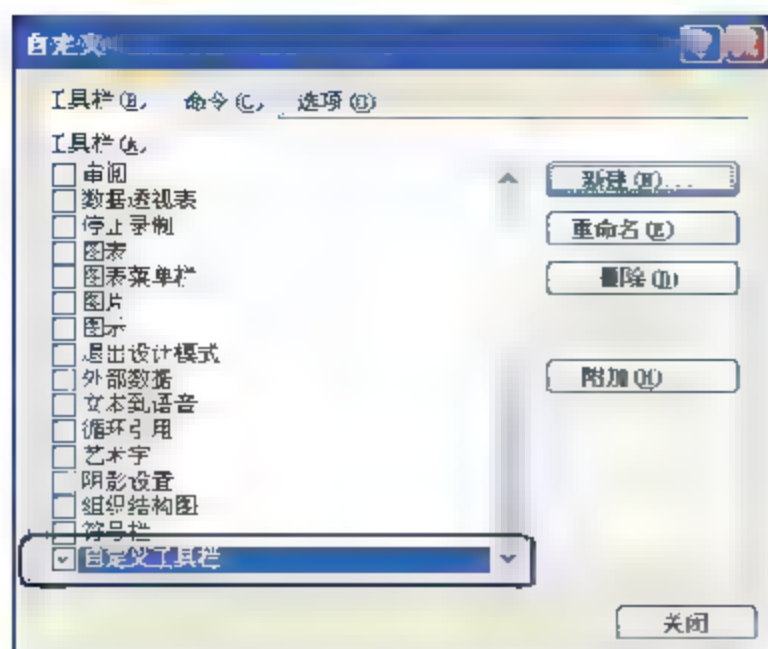 自定义
工具栏(B) 命令(C) 选项(O)
工具栏(A)
审阅
数据透视表
停止录制
图表
图表菜单栏
图片
图示
退出设计模式
外部数据
文本到语音
循环引用
艺术字
阴影设置
组织结构图
符号栏
自定义工具栏
新建(N)...
重命名(E)
删除(D)
附加(H)
关闭